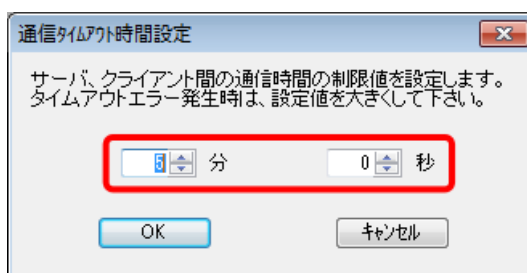 通信ﾀｲﾑｱｳﾄ時間設定
サーバ、クライアント間の通信時間の制限値を設定します。
タイムアウトエラー発生時は、設定値を大きくして下さい。
5 分 0 秒
OK ｷｬﾝｾﾙ